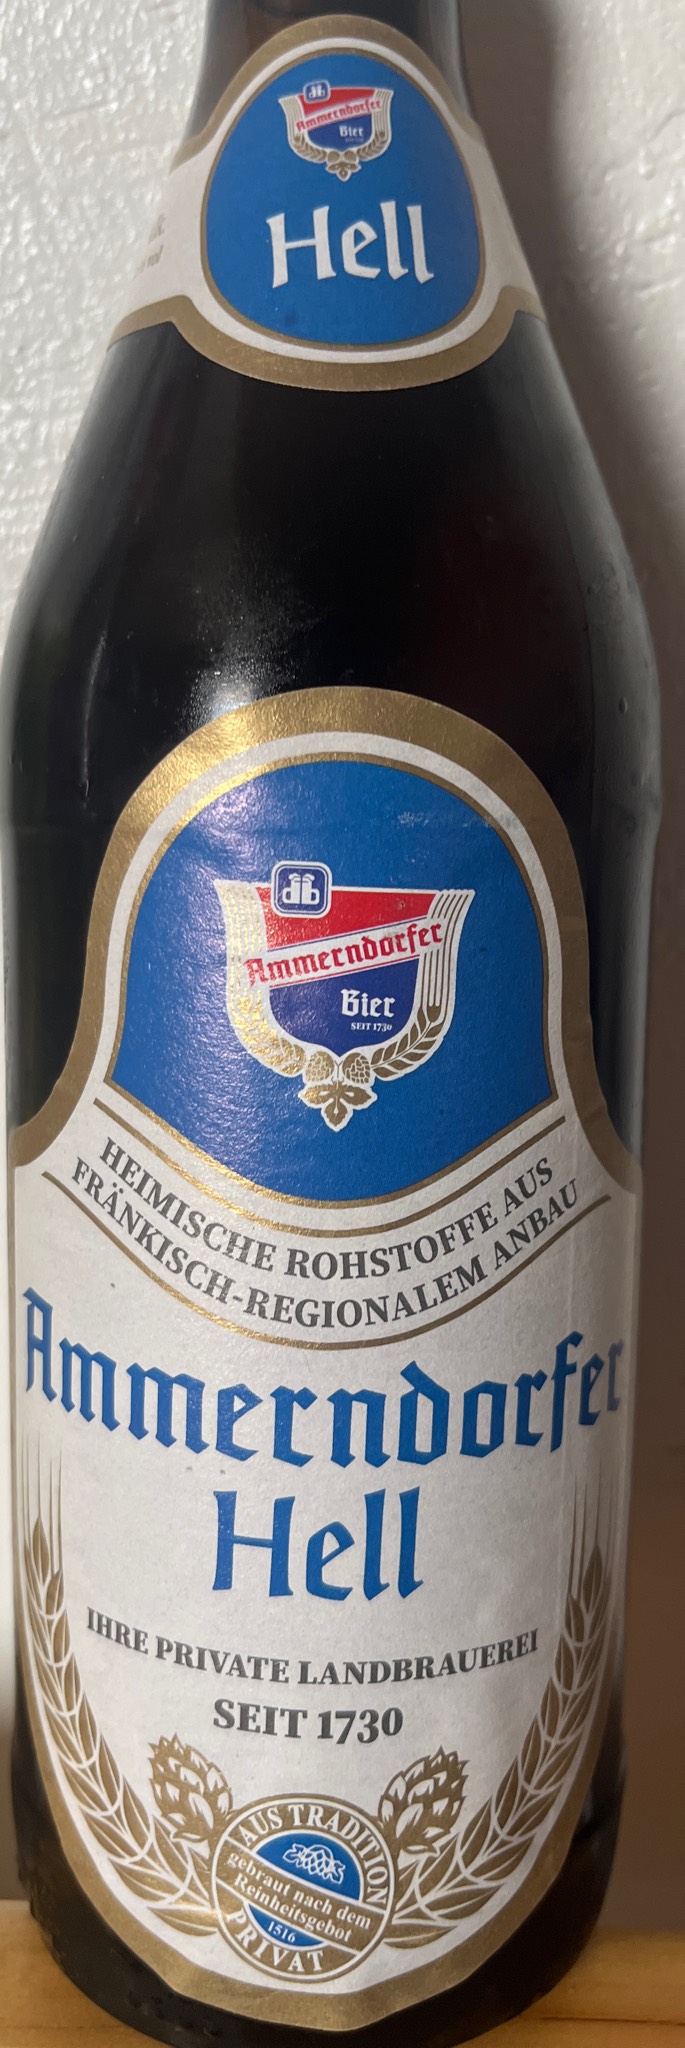 Ammerndorfer
Bier
Hell
db
Ammerndorfer
Bier
SEIT 1730
HEIMISCHE ROHSTOFFE AUS
FRÄNKISCH-REGIONALEM ANBAU
Ammerndorfer
Hell
IHRE PRIVATE LANDBRAUEREI
SEIT 1730
AUS TRADITION
gebraut nach dem
Reinheitsgebot
1516
PRIVAT